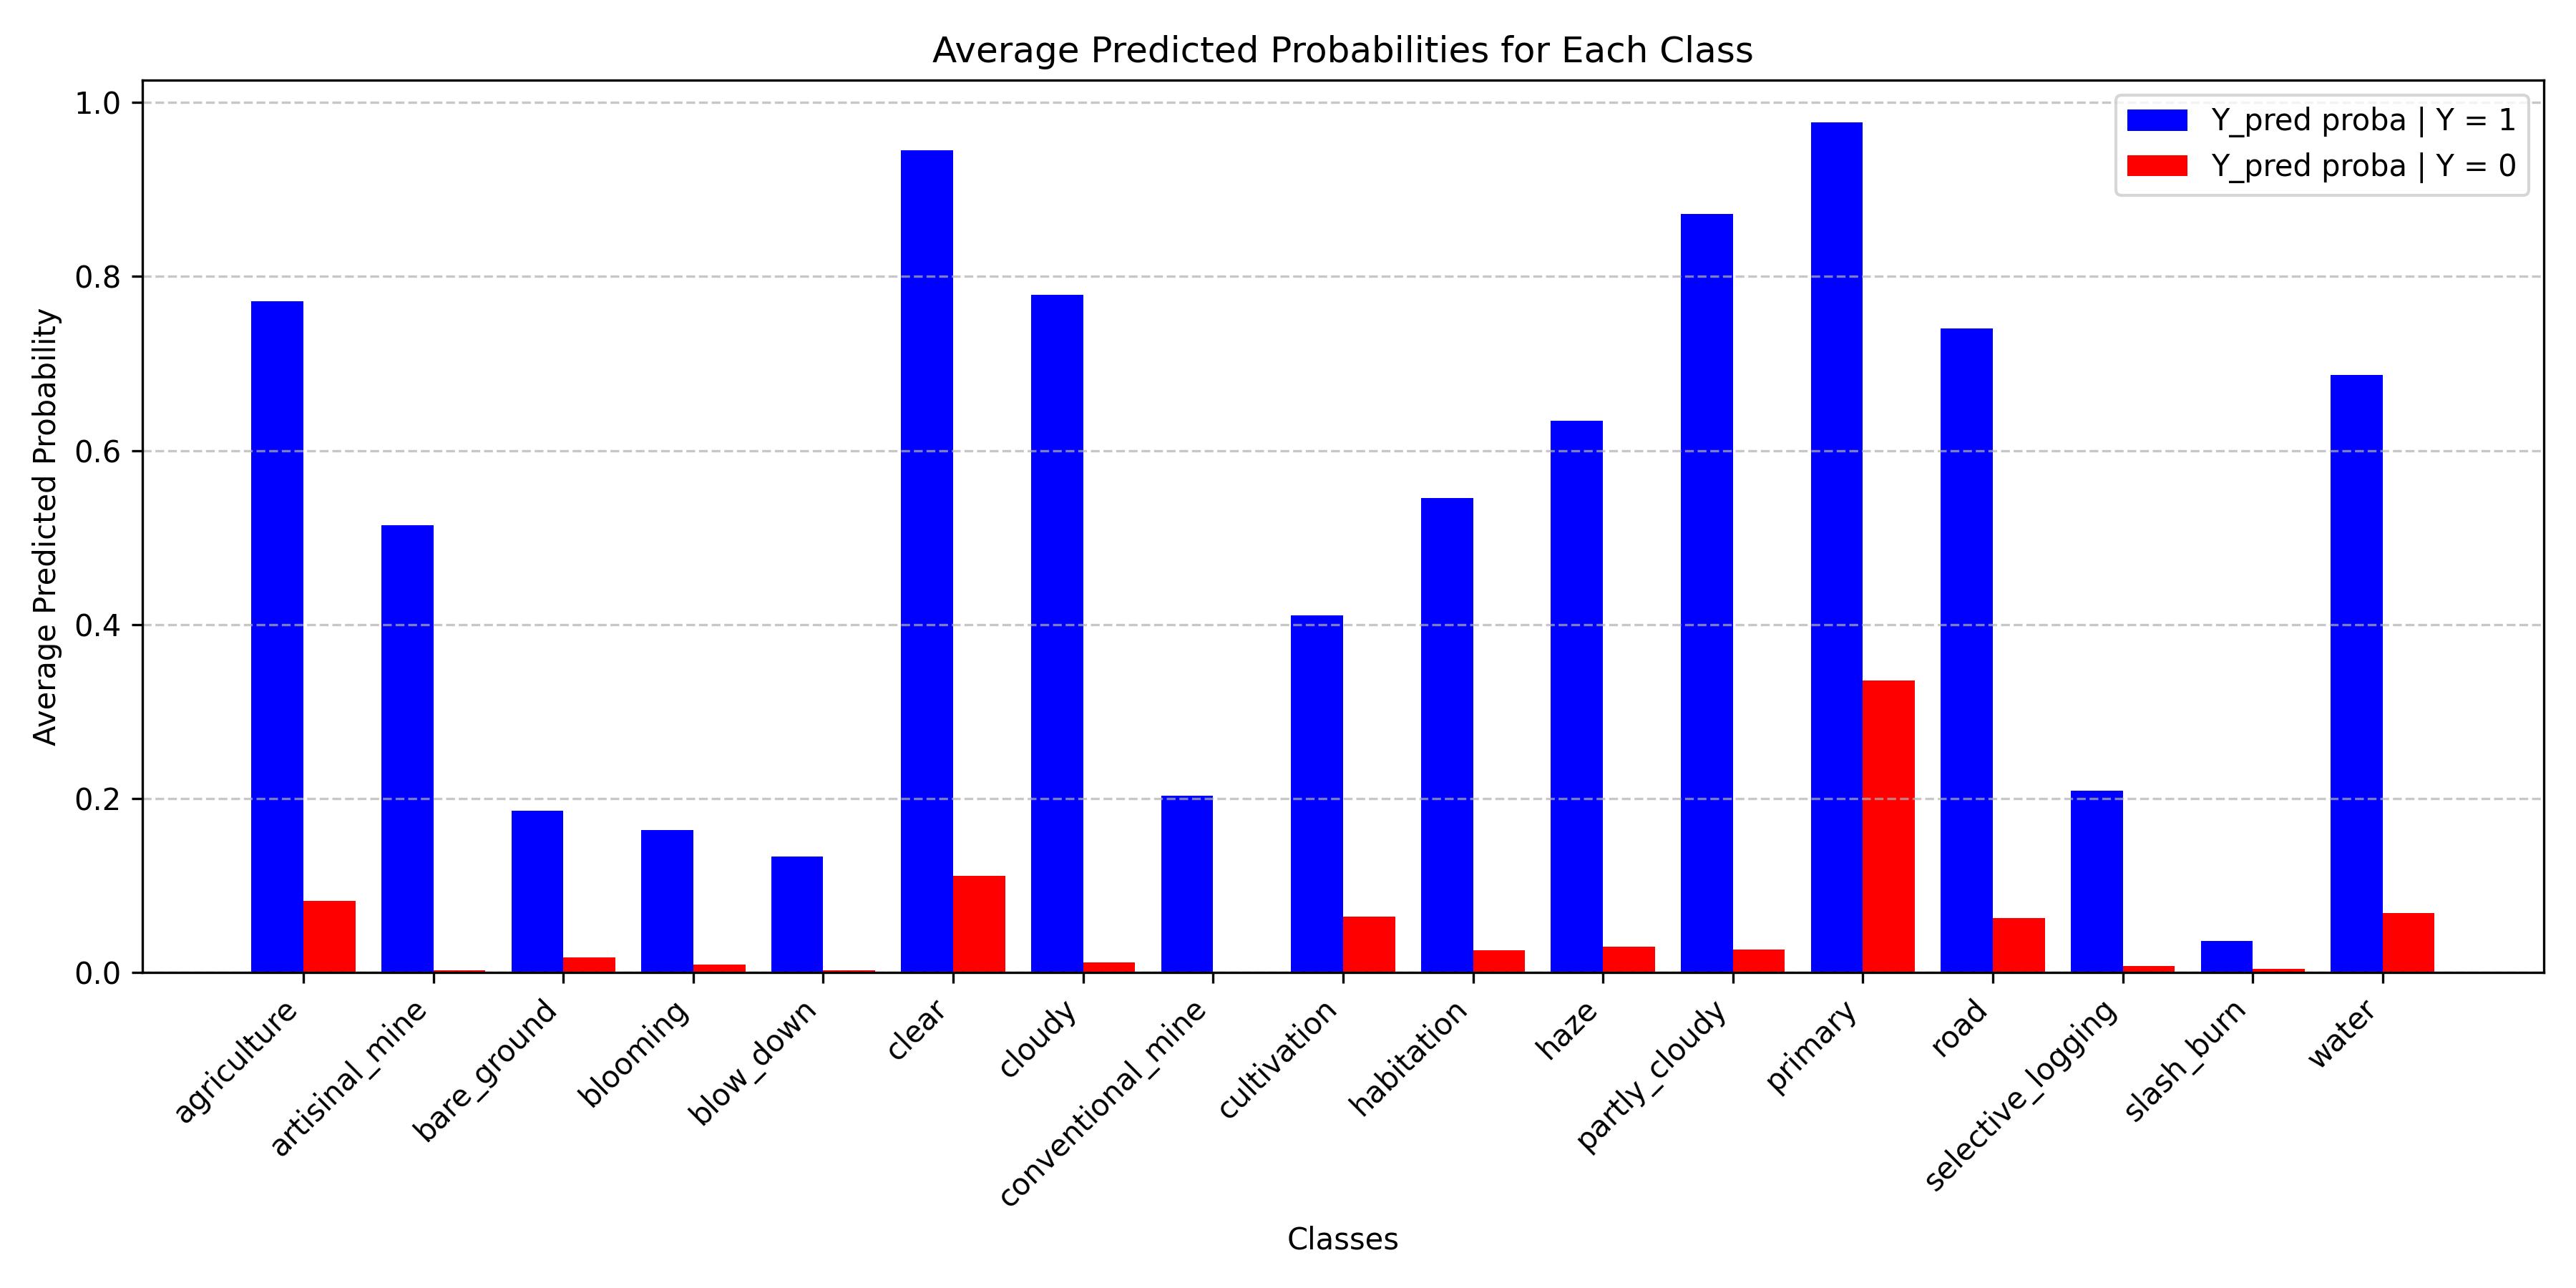 Average Predicted Probabilities for Each Class
Y_pred proba | Y = 1
Y_pred proba | Y = 0
Average Predicted Probability
1.0
0.8
0.6
0.4
0.2
0.0
agriculture
artisinal_mine
bare_ground
blooming
blow_down
clear
cloudy
conventional_mine
cultivation
habitation
haze
partly_cloudy
primary
road
selective_logging
slash_burn
water
Classes